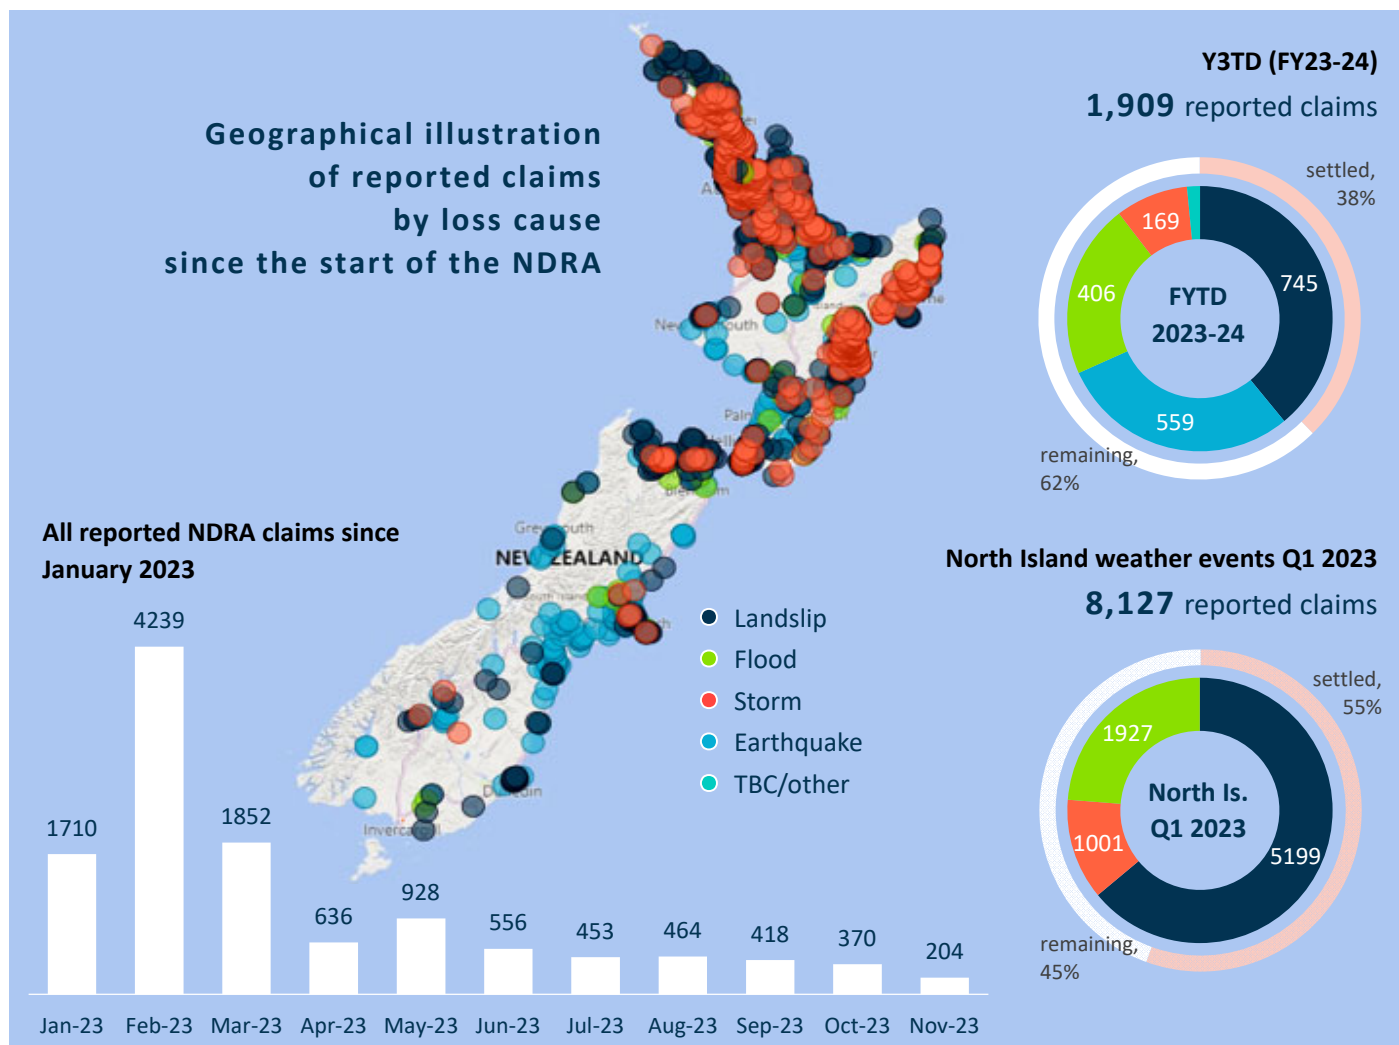 Geographical illustration
of reported claims
by loss cause
since the start of the NDRA
Y3TD (FY23-24)
1,909 reported claims
settled,
38%
169
745
406
FYTD
2023-24
559
remaining,
62%
NEW ZEALAND
Invercargill
Landslip
Flood
Storm
Earthquake
TBC/other
All reported NDRA claims since
January 2023
1710
4239
1852
636
928
556
453
464
418
370
204
Jan-23 Feb-23 Mar-23 Apr-23 May-23 Jun-23 Jul-23 Aug-23 Sep-23 Oct-23 Nov-23
North Island weather events Q1 2023
8,127 reported claims
settled,
55%
1927
North Is.
Q1 2023
1001
5199
remaining,
45%